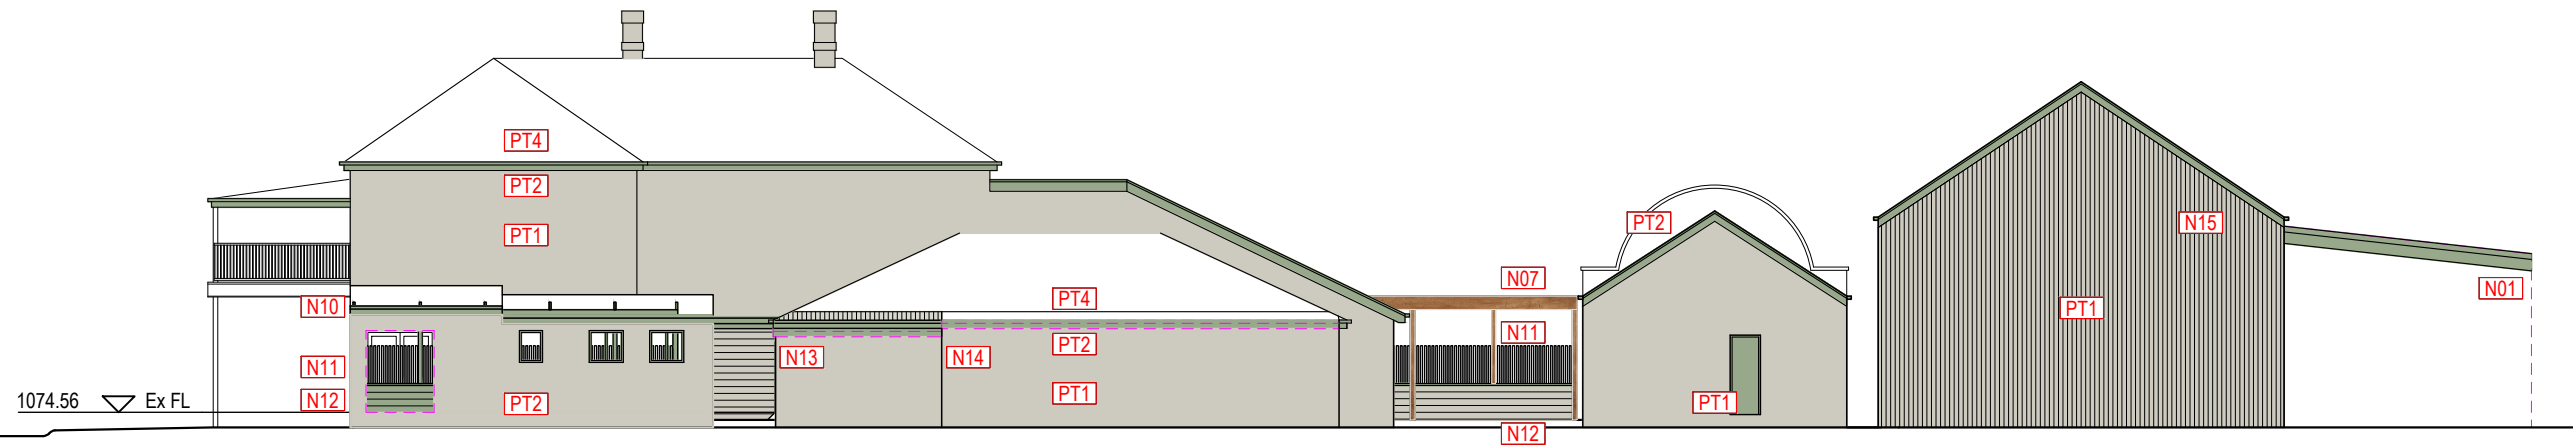 PT4
PT2
PT2
PT1
N15
N07
N01
N10
PT4
PT1
N11
PT2
N13
N14
N11
PT1
1074.56 Ex FL
N12
PT2
PT1
N12